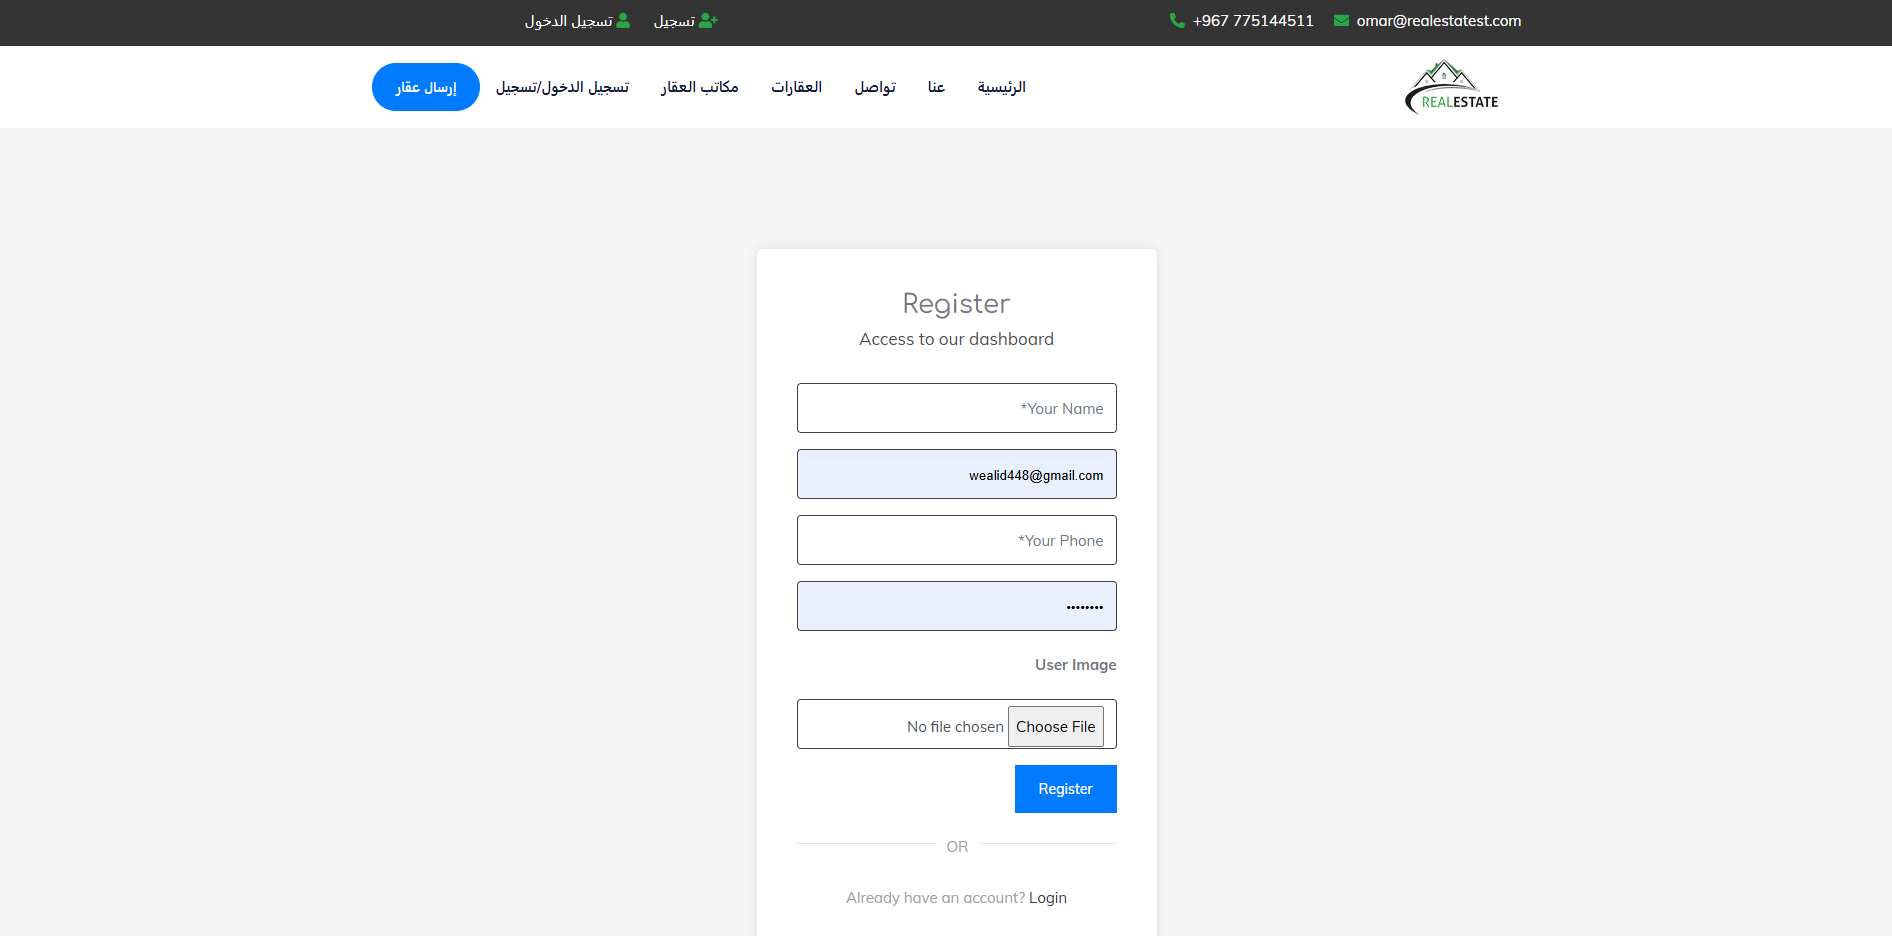 omar@realestatest.com +967 775144511 تسجيل تسجيل الدخول
REALESTATE
الرئيسية عنا تواصل العقارات مكاتب العقار تسجيل الدخول/تسجيل إرسال عقار
Register
Access to our dashboard
*Your Name
wealid448@gmail.com
*Your Phone
••••••••
User Image
No file chosen Choose File
Register
OR
Already have an account? Login